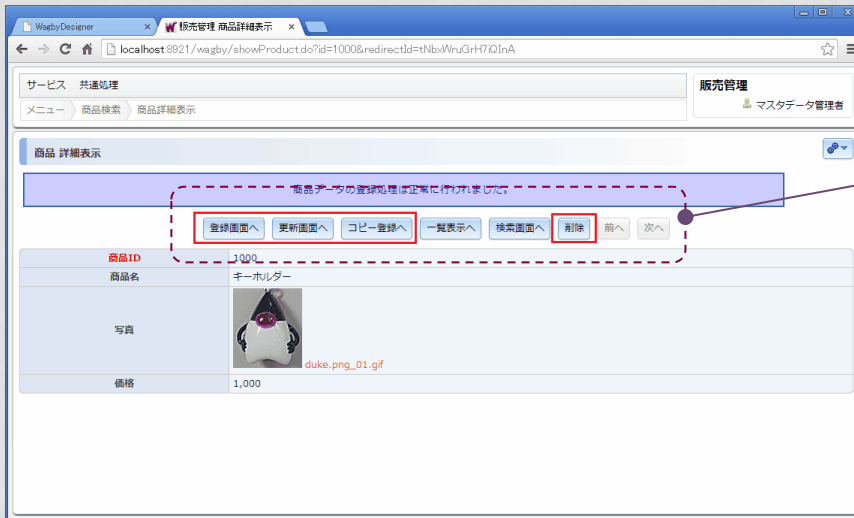 WagbyDesigner
販売管理 商品詳細表示
localhost:8921/wagby/showProduct.do?id=1000&redirectId=tNbxWruGrH7iQInA
サービス 共通処理
販売管理
メニュー 商品検索 商品詳細表示
マスタデータ管理者
商品 詳細表示
商品データの登録処理は正常に行われました。
登録画面へ 更新画面へ コピー登録へ 一覧表示へ 検索画面へ 削除 前へ 次へ
商品ID 1000
商品名 キーホルダー
写真 duke.png_01.gif
価格 1,000